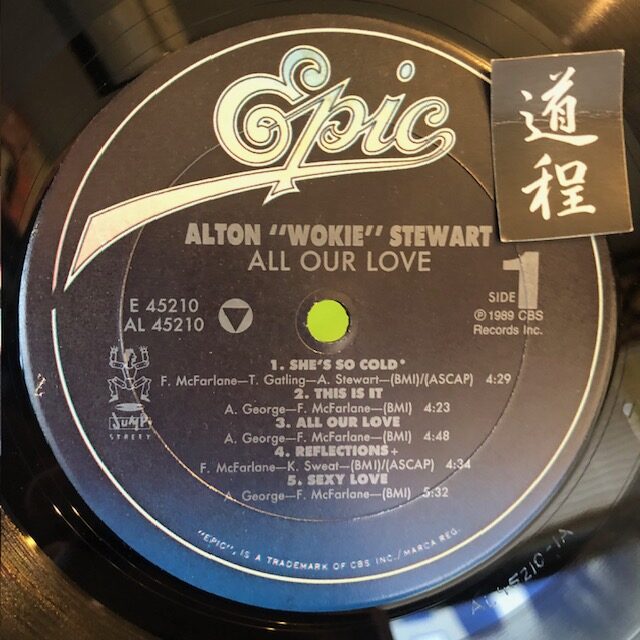 Epic
道程
ALTON "WOKIE" STEWART
ALL OUR LOVE
E 45210
AL 45210
SIDE 1
℗ 1989 CBS
Records Inc.
1. SHE'S SO COLD*
F. McFarlane—T. Gatling—A. Stewart—(BMI)/(ASCAP) 4:29
2. THIS IS IT
A. George—F. McFarlane—(BMI) 4:23
3. ALL OUR LOVE
A. George—F. McFarlane—(BMI) 4:48
4. REFLECTIONS+
F. McFarlane—K. Sweat—(BMI)/(ASCAP) 4:34
5. SEXY LOVE
A. George—F. McFarlane—(BMI) 5:32
JUMP
STREET
"EPIC", IS A TRADEMARK OF CBS INC./MARCA REG.